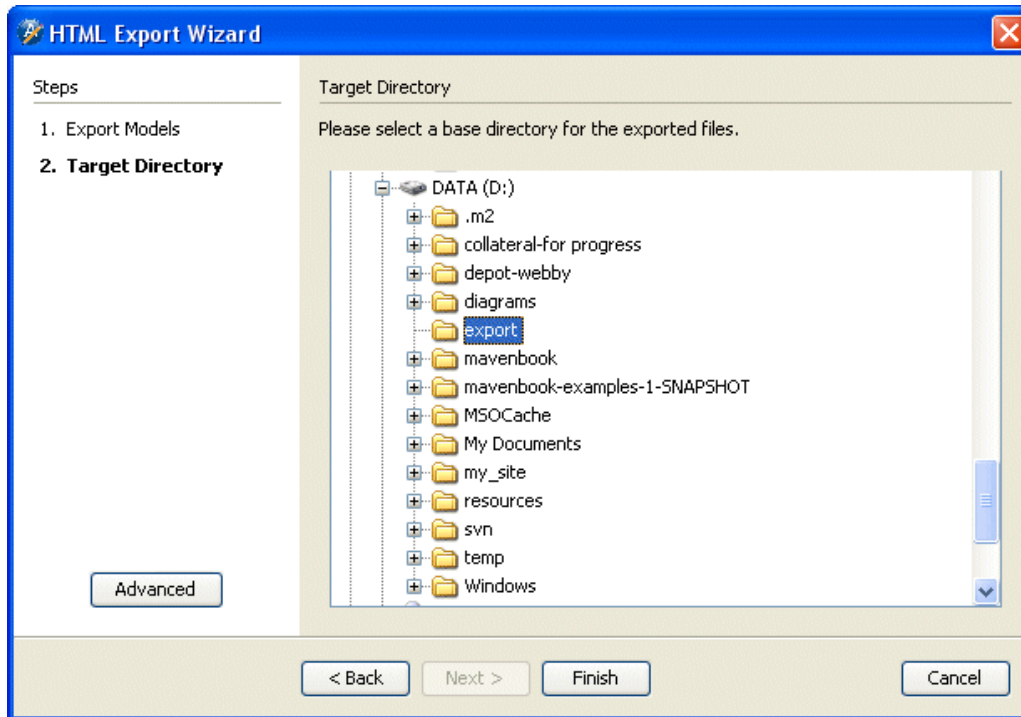 HTML Export Wizard
Steps
1. Export Models
2. Target Directory
Target Directory
Please select a base directory for the exported files.
DATA (D:)
.m2
collateral-for progress
depot-webby
diagrams
export
mavenbook
mavenbook-examples-1-SNAPSHOT
MSOCache
My Documents
my_site
resources
svn
temp
Windows
Advanced
< Back
Next >
Finish
Cancel